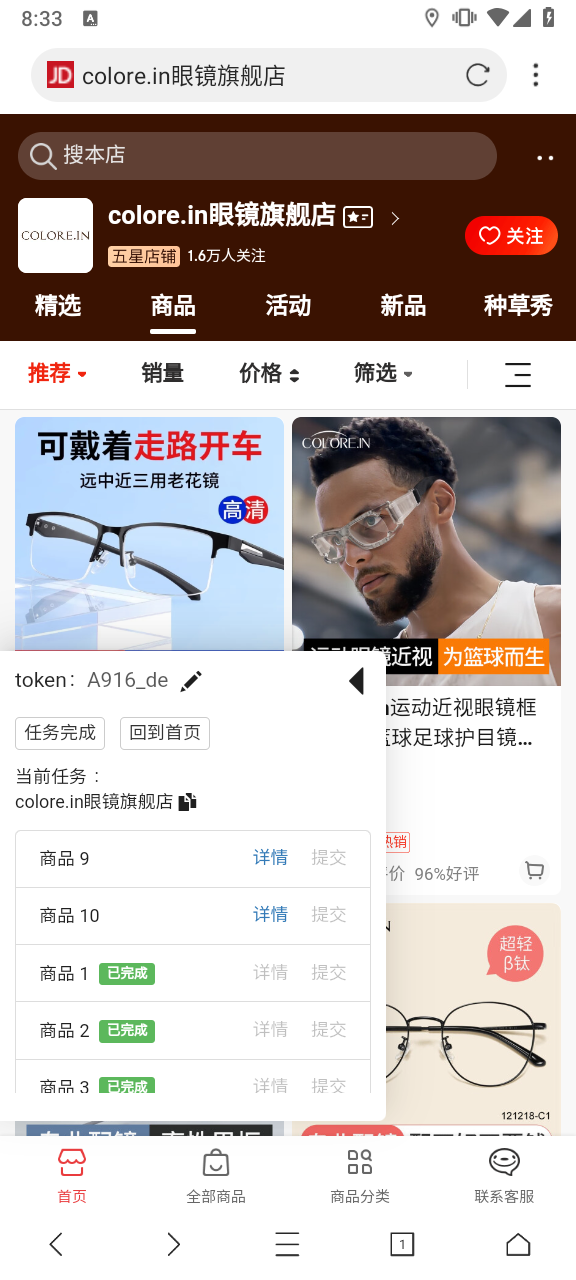 8:33
A
JD colore.in眼镜旗舰店
搜本店
COLORE.IN
colore.in眼镜旗舰店
五星店铺 1.6万人关注
关注
精选 商品 活动 新品 种草秀
推荐 销量 价格 筛选
可戴着走路开车
远中近三用老花镜
高清
COLORE.IN
运动眼镜近视 为篮球而生
运动近视眼镜框
篮球足球护目镜...
热销
价 96%好评
token： A916_de
任务完成 回到首页
当前任务：
colore.in眼镜旗舰店
商品 9 详情 提交
商品 10 详情 提交
商品 1 已完成 详情 提交
商品 2 已完成 详情 提交
商品 3 已完成 详情 提交
超轻
β钛
121218-C1
首页 全部商品 商品分类 联系客服
1